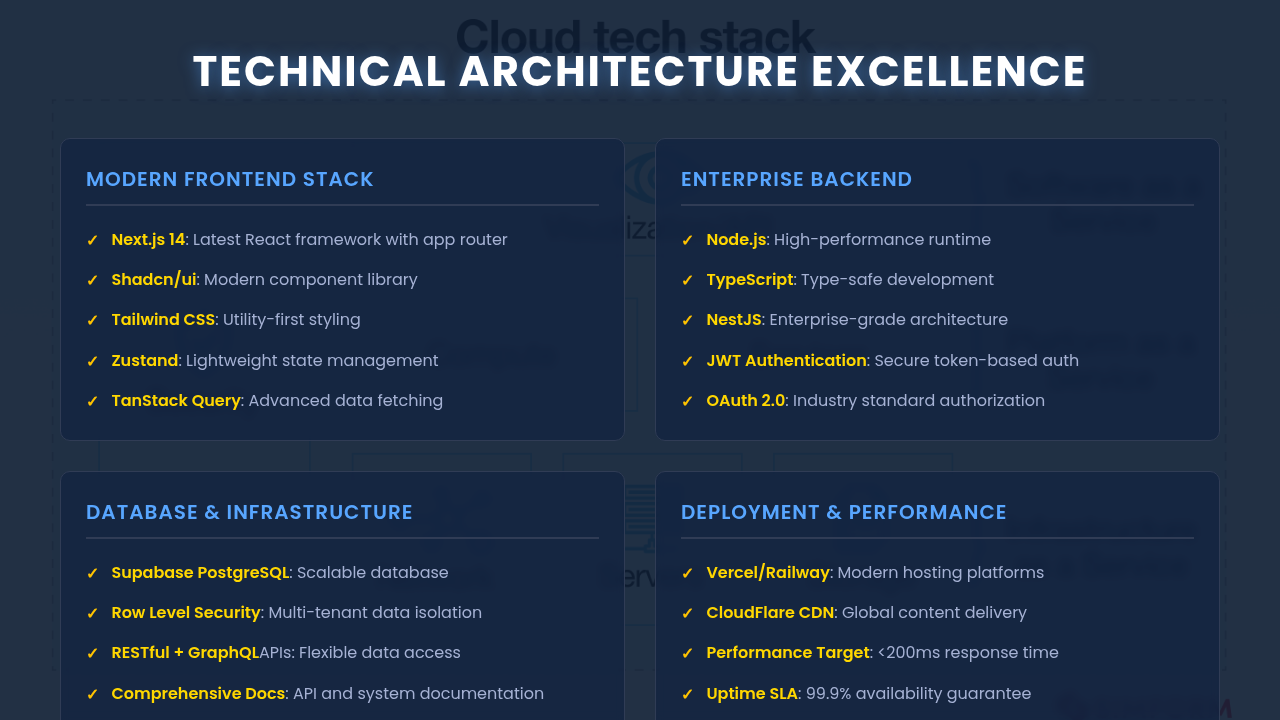 Cloud tech stack
TECHNICAL ARCHITECTURE EXCELLENCE
MODERN FRONTEND STACK
✓ Next.js 14: Latest React framework with app router
✓ Shadcn/ui: Modern component library
✓ Tailwind CSS: Utility-first styling
✓ Zustand: Lightweight state management
✓ TanStack Query: Advanced data fetching
ENTERPRISE BACKEND
✓ Node.js: High-performance runtime
✓ TypeScript: Type-safe development
✓ NestJS: Enterprise-grade architecture
✓ JWT Authentication: Secure token-based auth
✓ OAuth 2.0: Industry standard authorization
DATABASE & INFRASTRUCTURE
✓ Supabase PostgreSQL: Scalable database
✓ Row Level Security: Multi-tenant data isolation
✓ RESTful + GraphQLAPIs: Flexible data access
✓ Comprehensive Docs: API and system documentation
DEPLOYMENT & PERFORMANCE
✓ Vercel/Railway: Modern hosting platforms
✓ CloudFlare CDN: Global content delivery
✓ Performance Target: <200ms response time
✓ Uptime SLA: 99.9% availability guarantee